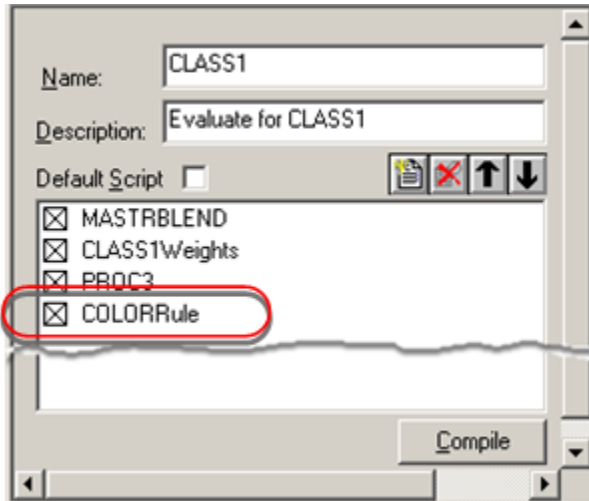 Name: CLASS1
Description: Evaluate for CLASS1
Default Script
MASTRBLEND
CLASS1Weights
PROC3
COLORRule
Compile